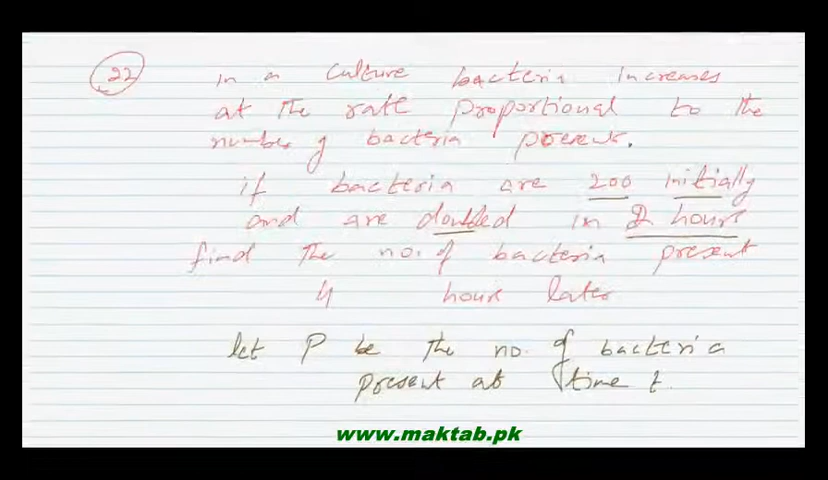 22
in a culture bacteria increases
at the rate proportional to the
number of bacteria present.
if bacteria are 200 initially
and are doubled in 2 hours
find the no. of bacteria present
4 hour later
let P be the no. of bacteria
present at time t.
www.maktab.pk